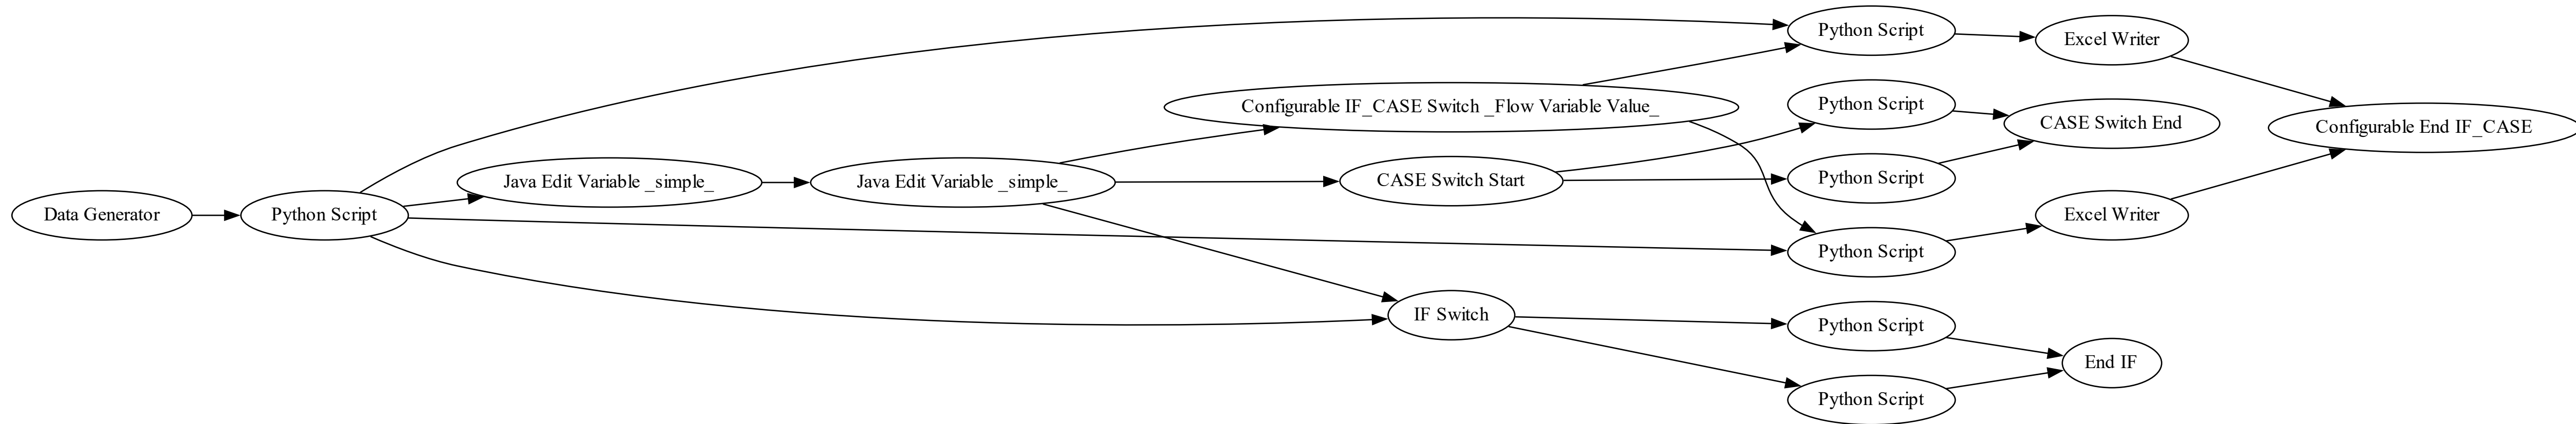 Data Generator
Python Script
Java Edit Variable _simple_
Java Edit Variable _simple_
Configurable IF_CASE Switch _Flow Variable Value_
CASE Switch Start
IF Switch
Python Script
Python Script
Python Script
Python Script
Python Script
Python Script
Excel Writer
CASE Switch End
Excel Writer
End IF
Configurable End IF_CASE